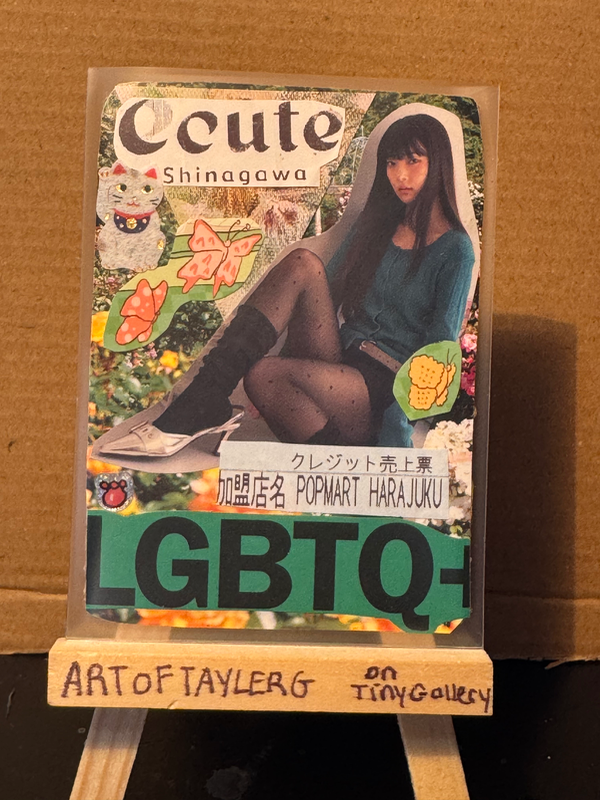 Ccute
Shinagawa
クレジット売上票
加盟店名 POPMART HARAJUKU
LGBTQ+
ARTOFTAYLERG on
TinyGallery